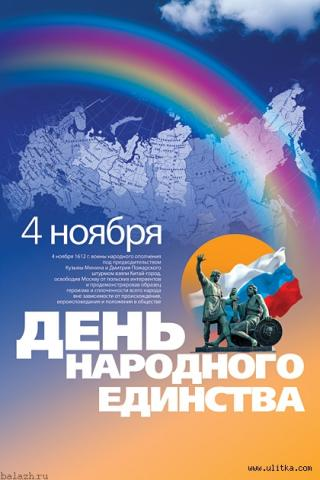 4 ноября
4 ноября 1612 г. воины народного ополчения
под предводительством
Кузьмы Минина и Дмитрия Пожарского
штурмом взяли Китай-город,
освободив Москву от польских интервентов
и продемонстрировав образец
героизма и сплоченности всего народа
вне зависимости от происхождения,
вероисповедания и положения в обществе
ДЕНЬ
НАРОДНОГО
ЕДИНСТВА
www.ulitka.com
balazh.ru